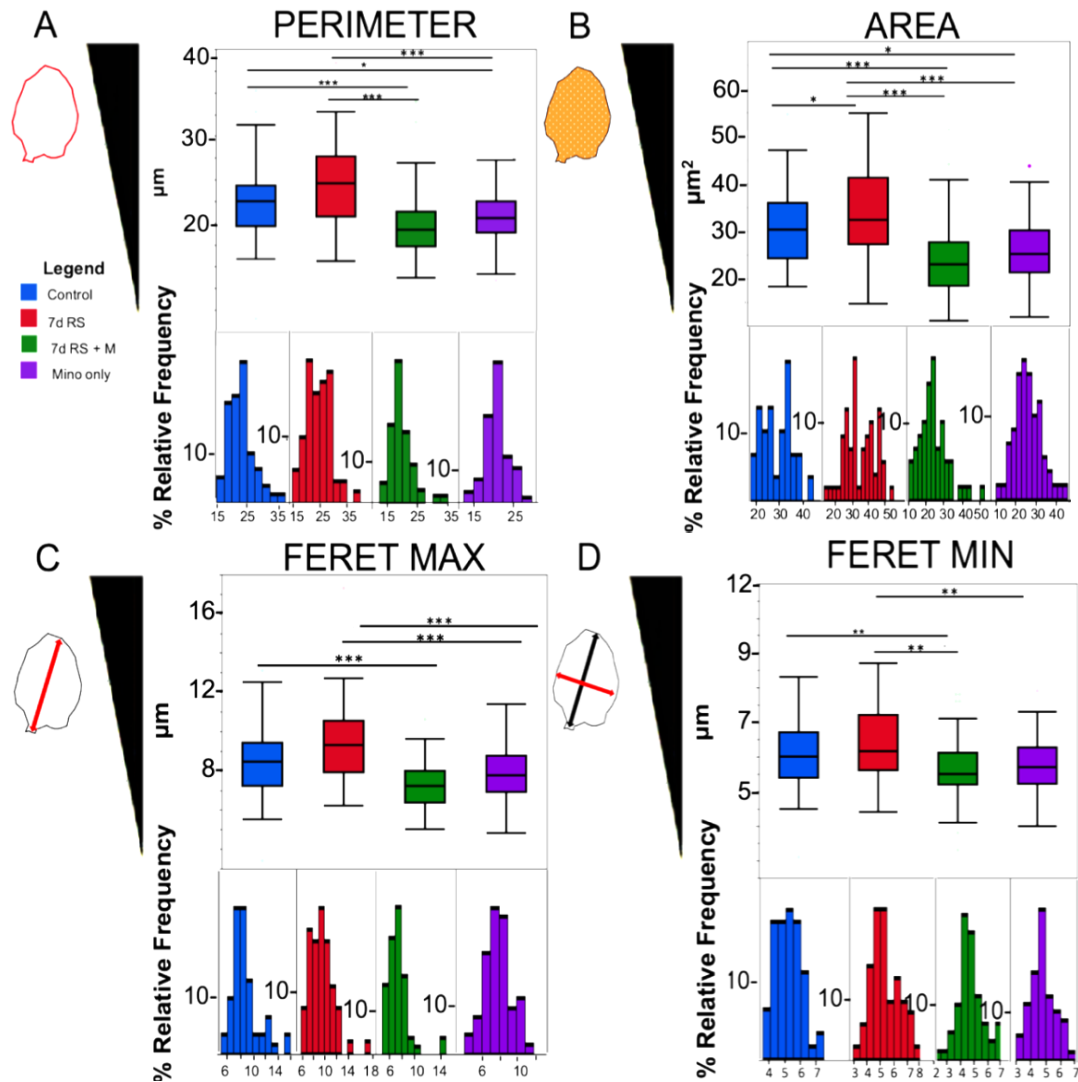 A
PERIMETER
40
30
20
µm
***
*
***
***
Legend
Control
7d RS
7d RS + M
Mino only
% Relative Frequency
10
10
10
10
15 25 35
15 25 35
15 25 35
15 25
B
AREA
60
50
40
30
20
µm2
*
***
***
***
*
% Relative Frequency
10
10
10
10
20 30 40
20 30 40 50
10 20 30 40 50
10 20 30 40
C
FERET MAX
16
12
8
µm
***
***
***
% Relative Frequency
10
10
10
10
6 10 14
6 10 14 18
6 10 14
6 10
D
FERET MIN
12
9
7
5
µm
**
**
**
% Relative Frequency
10
10
10
10
4 5 6 7
3 4 5 6 7 8
2 3 4 5 6 7
3 4 5 6 7